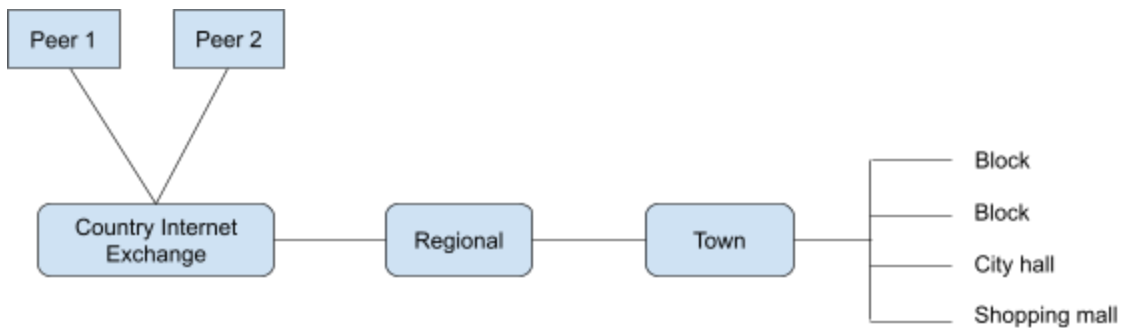 Peer 1
Peer 2
Country Internet
Exchange
Regional
Town
Block
Block
City hall
Shopping mall